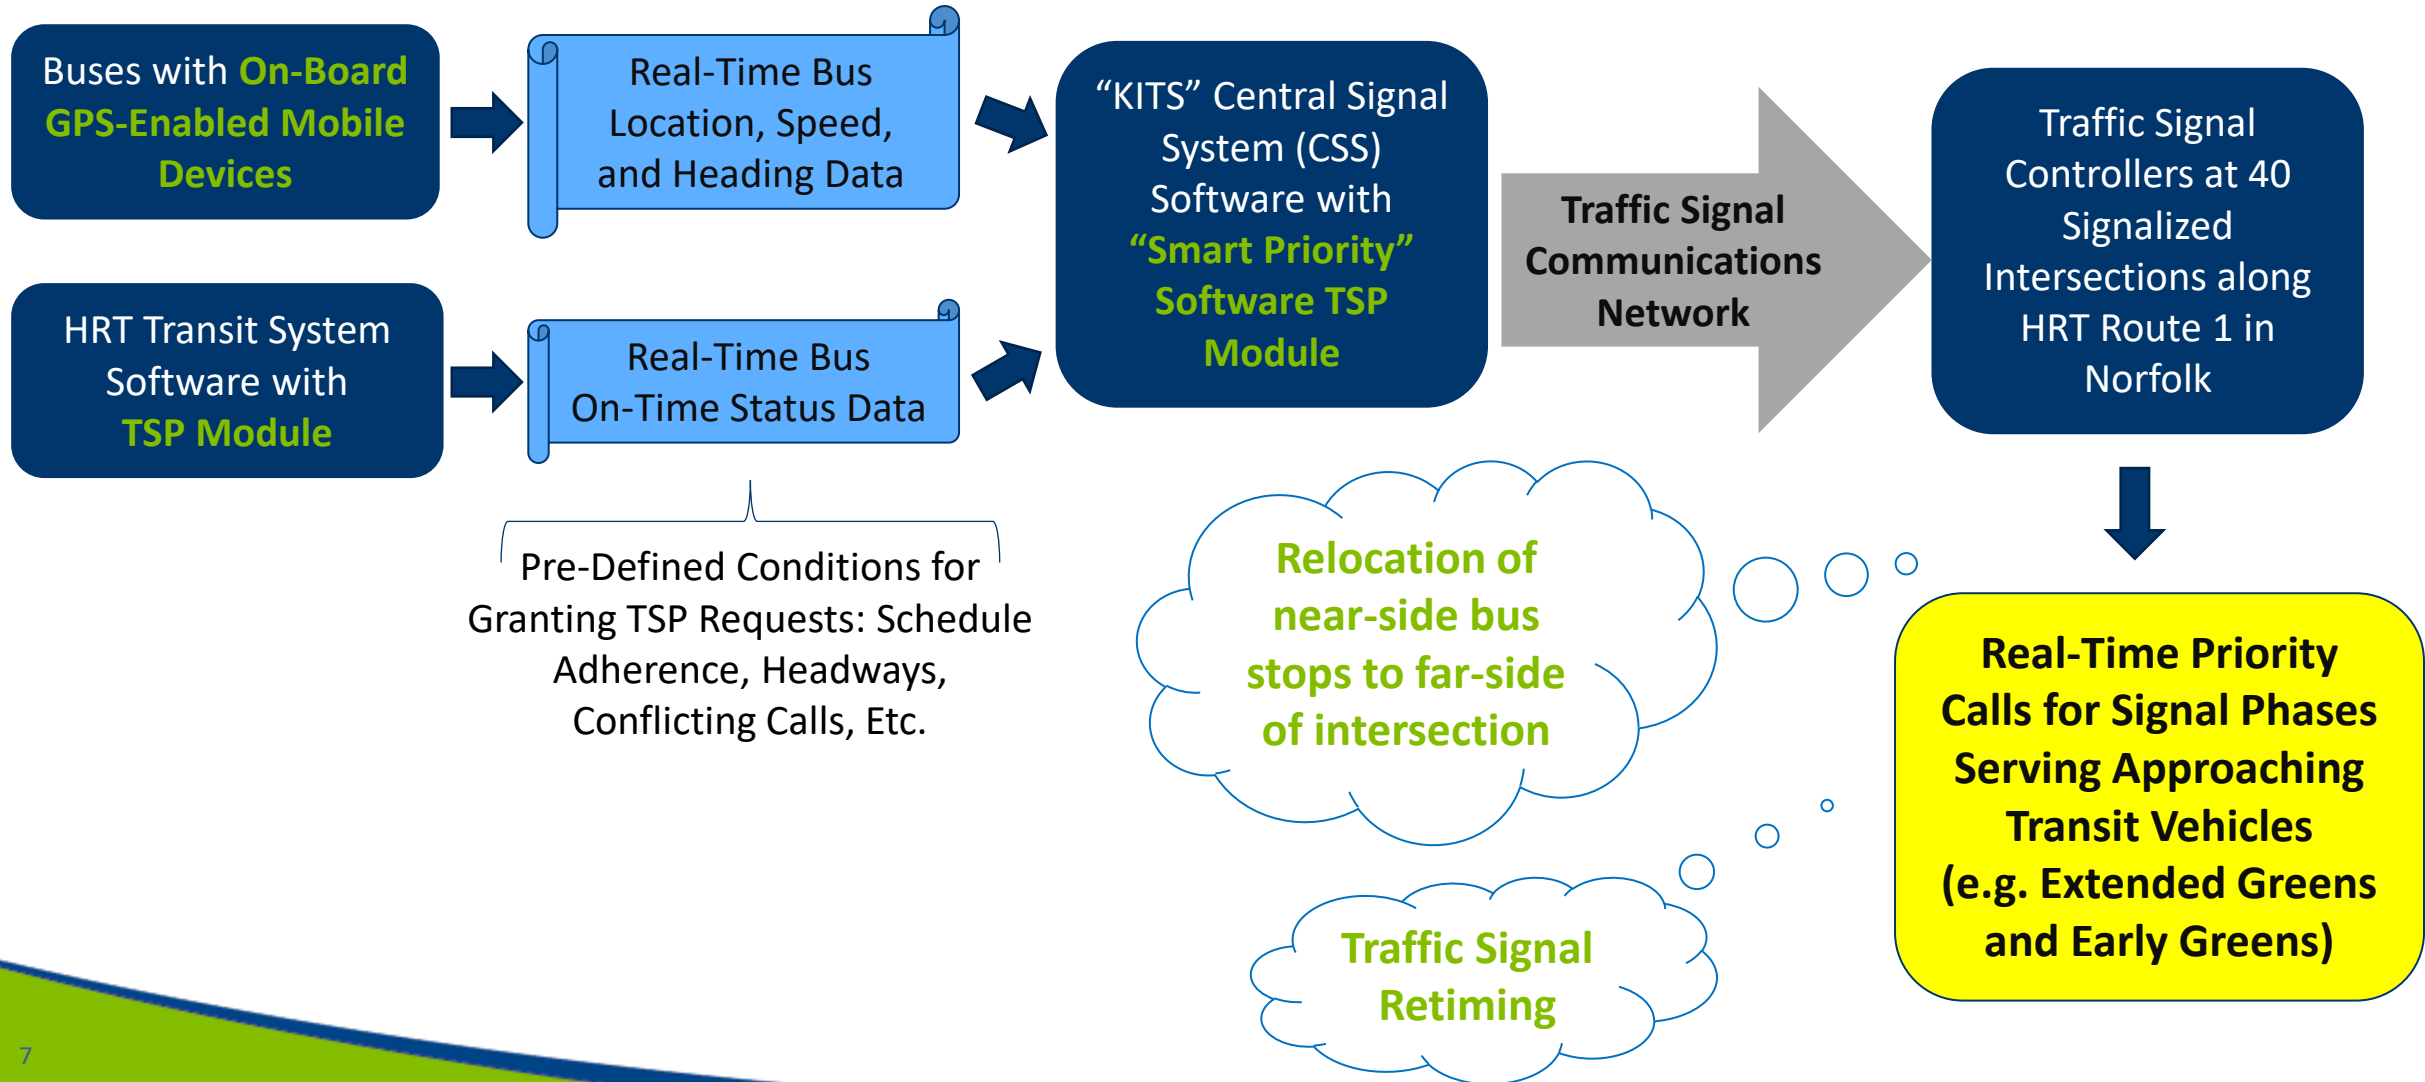 Buses with On-Board
GPS-Enabled Mobile
Devices
Real-Time Bus
Location, Speed,
and Heading Data
HRT Transit System
Software with
TSP Module
Real-Time Bus
On-Time Status Data
Pre-Defined Conditions for
Granting TSP Requests: Schedule
Adherence, Headways,
Conflicting Calls, Etc.
“KITS” Central Signal
System (CSS)
Software with
“Smart Priority”
Software TSP
Module
Traffic Signal
Communications
Network
Traffic Signal
Controllers at 40
Signalized
Intersections along
HRT Route 1 in
Norfolk
Relocation of
near-side bus
stops to far-side
of intersection
Traffic Signal
Retiming
Real-Time Priority
Calls for Signal Phases
Serving Approaching
Transit Vehicles
(e.g. Extended Greens
and Early Greens)
7